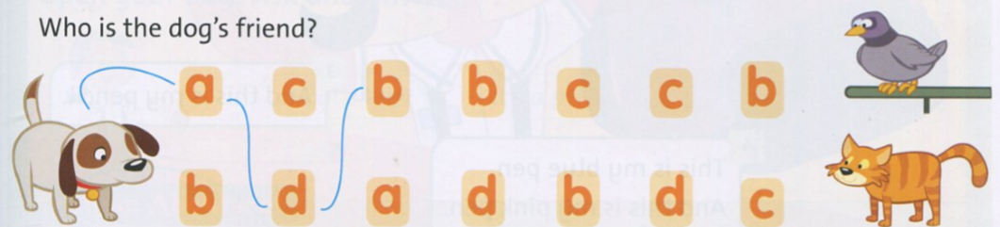 Who is the dog's friend?
a c b b c c b
b d a d b d c